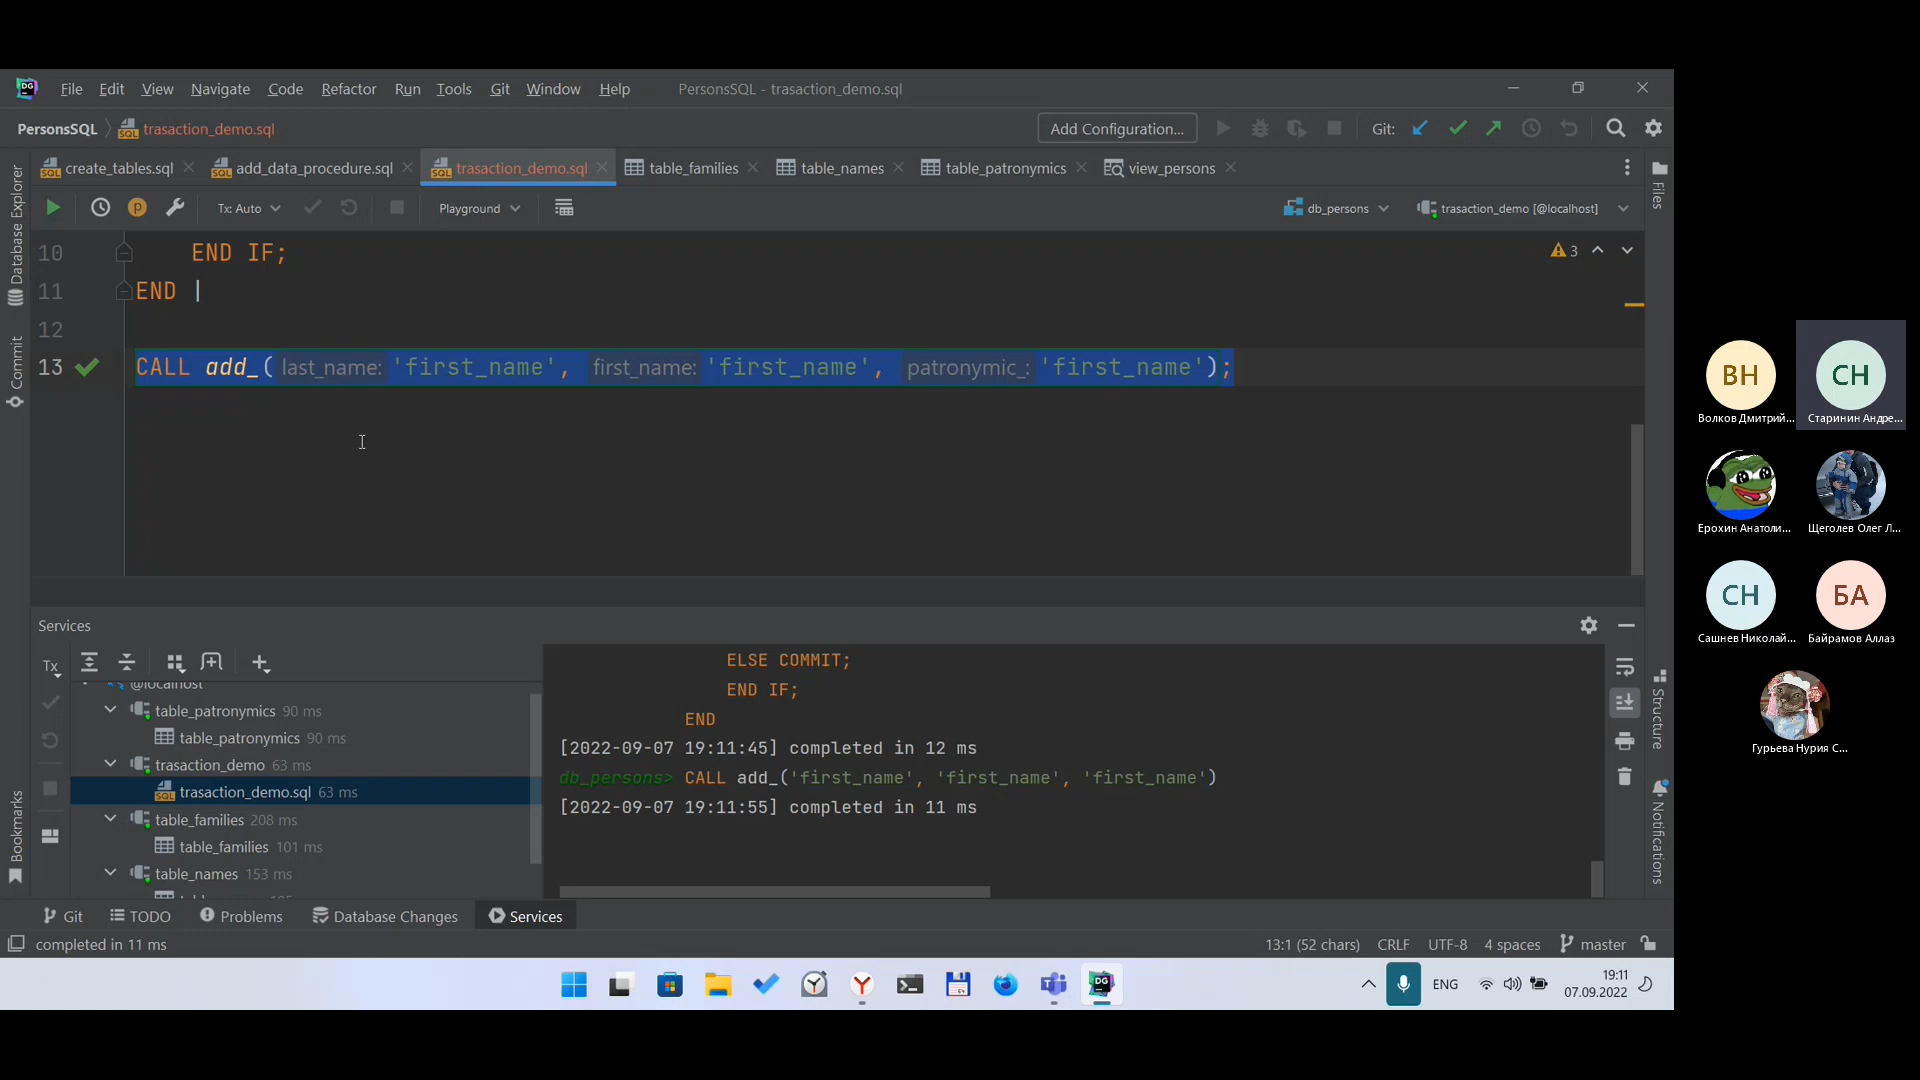 File Edit View Navigate Code Refactor Run Tools Git Window Help PersonsSQL - trasaction_demo.sql
PersonsSQL trasaction_demo.sql Add Configuration... Git:
create_tables.sql add_data_procedure.sql trasaction_demo.sql table_families table_names table_patronymics view_persons
Tx: Auto Playground db_persons trasaction_demo [@localhost]
10 END IF; 3
11 END |
12
13 CALL add_( last_name: 'first_name', first_name: 'first_name', patronymic_: 'first_name');
Database Explorer
Commit
Bookmarks
Files
Structure
Notifications
Services
Tx
@localhost
table_patronymics 90 ms
table_patronymics 90 ms
trasaction_demo 63 ms
trasaction_demo.sql 63 ms
table_families 208 ms
table_families 101 ms
table_names 153 ms
ELSE COMMIT;
END IF;
END
[2022-09-07 19:11:45] completed in 12 ms
db_persons> CALL add_('first_name', 'first_name', 'first_name')
[2022-09-07 19:11:55] completed in 11 ms
Git TODO Problems Database Changes Services
completed in 11 ms 13:1 (52 chars) CRLF UTF-8 4 spaces master
ENG 19:11
07.09.2022
ВН СН
Волков Дмитрий... Старинин Андре...
Ерохин Анатоли... Щеголев Олег Л...
СН БА
Сашнев Николай... Байрамов Аллаз
Гурьева Нурия С...